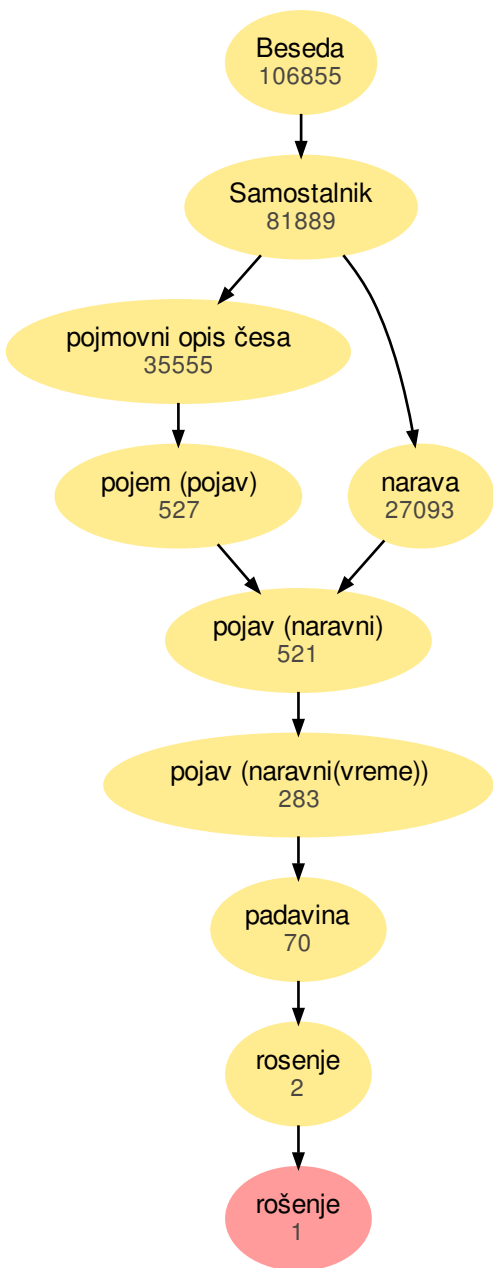 Beseda
106855
Samostalnik
81889
pojmovni opis česa
35555
pojem (pojav)
527
narava
27093
pojav (naravni)
521
pojav (naravni(vreme))
283
padavina
70
rosenje
2
rošenje
1